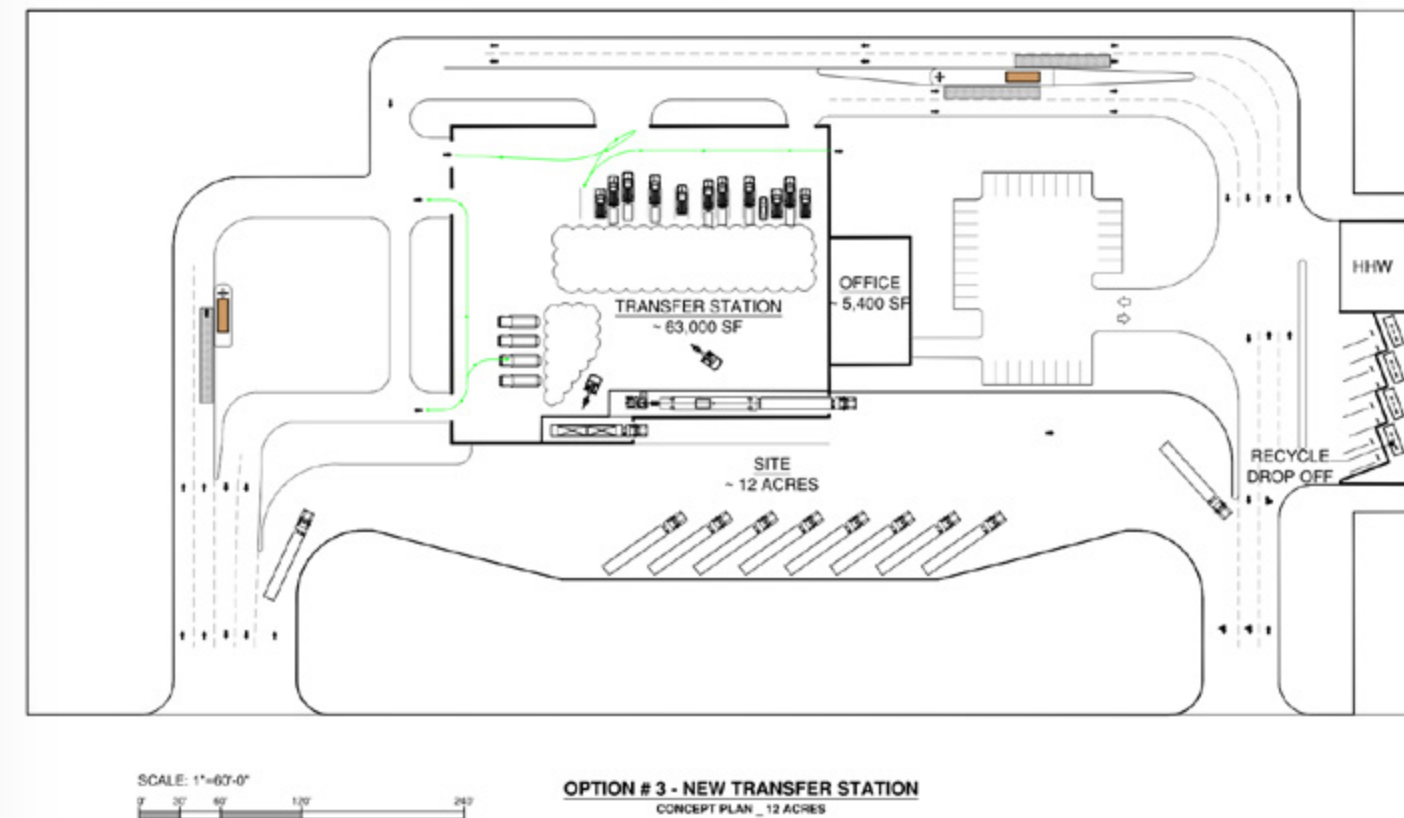 HHW
OFFICE
~ 5,400 SF
TRANSFER STATION
~ 63,000 SF
SITE
~ 12 ACRES
RECYCLE
DROP OFF
SCALE: 1"=60'-0"
0' 30' 60' 120' 240'
OPTION # 3 - NEW TRANSFER STATION
CONCEPT PLAN _ 12 ACRES